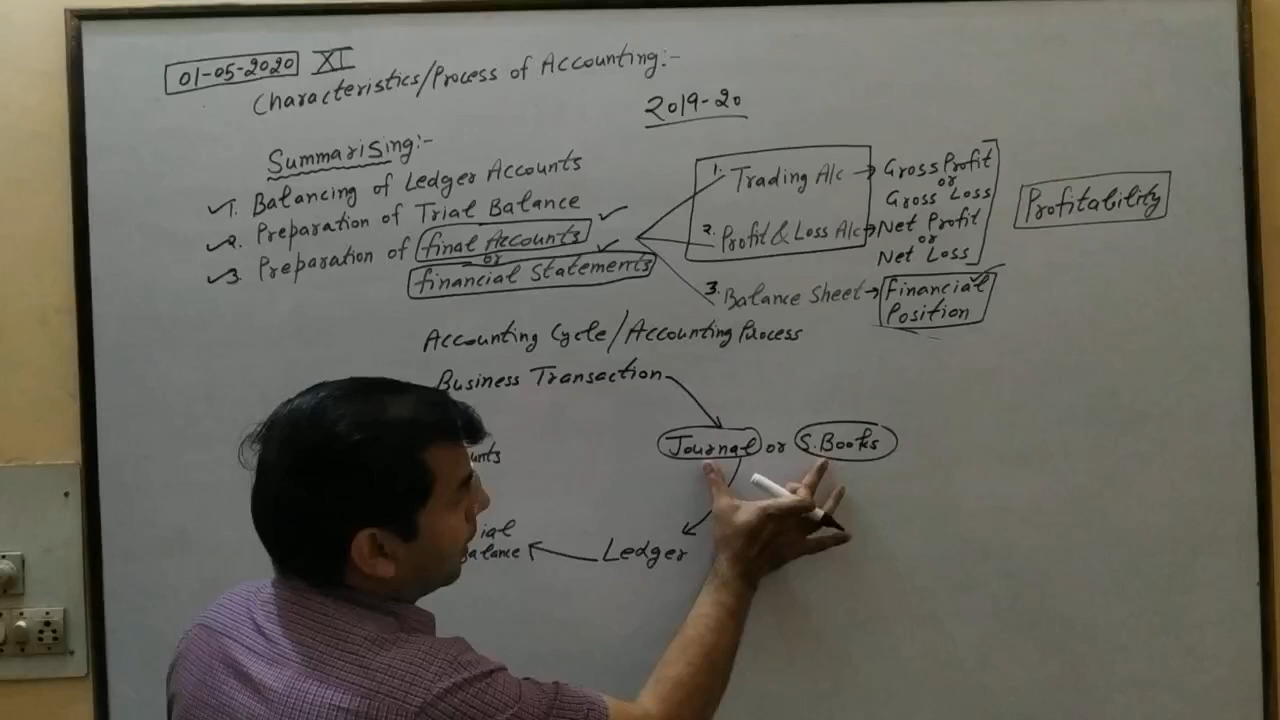 01-05-2020 XI
Characteristics/Process of Accounting:-
2019-20
Summarising:-
1. Balancing of Ledger Accounts
2. Preparation of Trial Balance
3. Preparation of final Accounts
or
financial Statements
1. Trading A/c → Gross Profit
or
Gross Loss
2. Profit & Loss A/c → Net Profit
or
Net Loss
Profitability
3. Balance Sheet → Financial
Position
Accounting Cycle/Accounting Process
Business Transaction
Journal or S.Books
Ledger